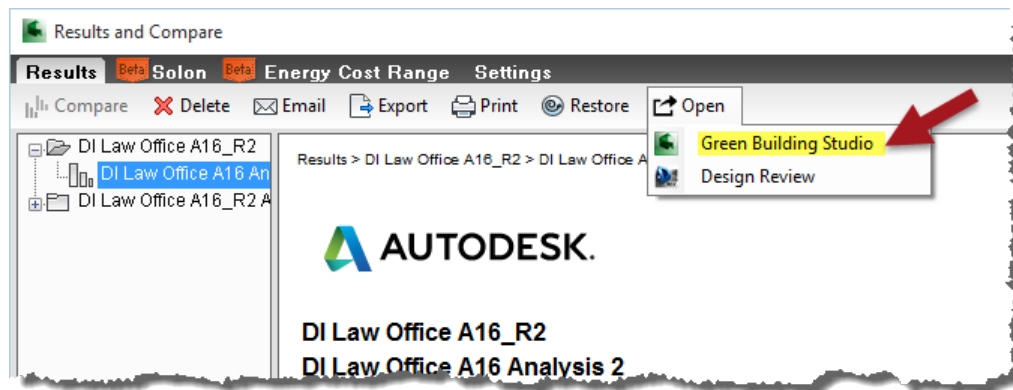 Results and Compare
Results Beta Solon Beta Energy Cost Range Settings
Compare Delete Email Export Print Restore Open
Green Building Studio
Design Review
DI Law Office A16_R2
DI Law Office A16 An
DI Law Office A16_R2 A
Results > DI Law Office A16_R2 > DI Law Office A
AUTODESK.
DI Law Office A16_R2
DI Law Office A16 Analysis 2